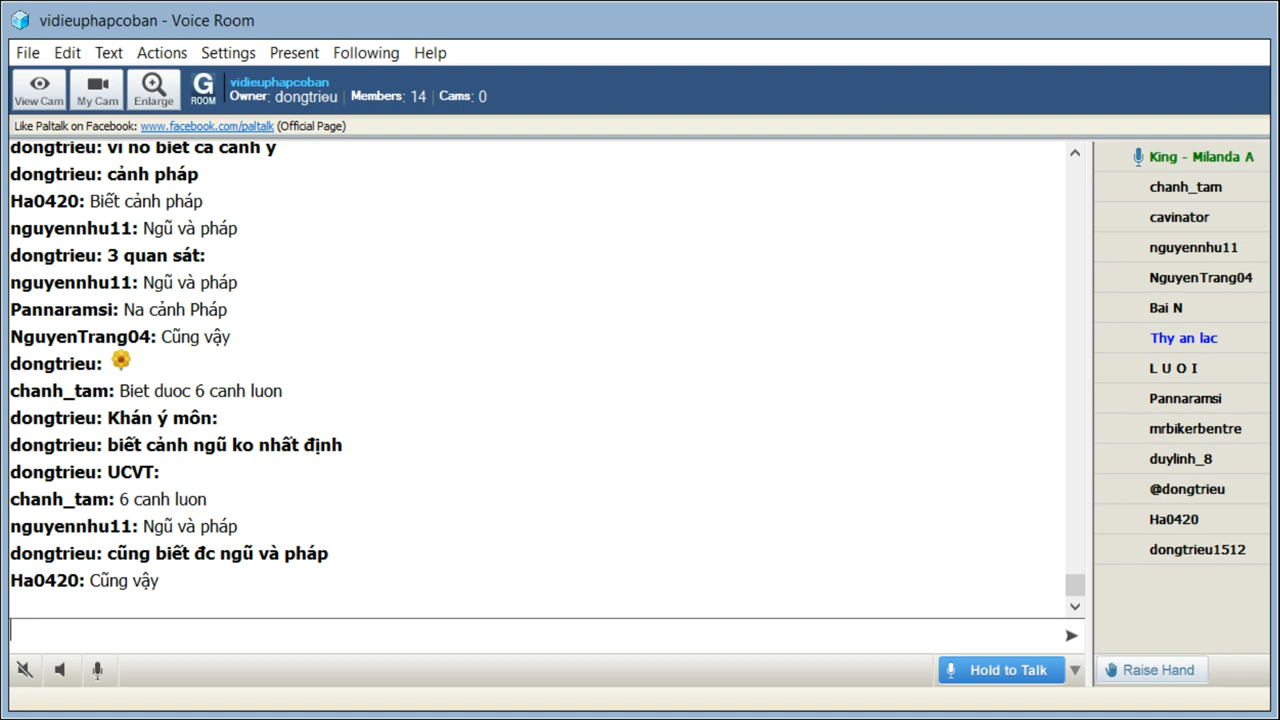 vidieuphapcoban - Voice Room
File Edit Text Actions Settings Present Following Help
View Cam
My Cam
Enlarge
G
ROOM
vidieuphapcoban
Owner: dongtrieu | Members: 14 | Cams: 0
Like Paltalk on Facebook: www.facebook.com/paltalk (Official Page)
dongtrieu: vì nó biết cả cảnh ý
dongtrieu: cảnh pháp
Ha0420: Biết cảnh pháp
nguyennhu11: Ngũ và pháp
dongtrieu: 3 quan sát:
nguyennhu11: Ngũ và pháp
Pannaramsi: Na cảnh Pháp
NguyenTrang04: Cũng vậy
dongtrieu:
chanh_tam: Biet duoc 6 canh luon
dongtrieu: Khán ý môn:
dongtrieu: biết cảnh ngũ ko nhất định
dongtrieu: UCVT:
chanh_tam: 6 canh luon
nguyennhu11: Ngũ và pháp
dongtrieu: cũng biết đc ngũ và pháp
Ha0420: Cũng vậy
King - Milanda A
chanh_tam
cavinator
nguyennhu11
NguyenTrang04
Bai N
Thy an lac
L U O I
Pannaramsi
mrbikerbentre
duylinh_8
@dongtrieu
Ha0420
dongtrieu1512
Hold to Talk
Raise Hand